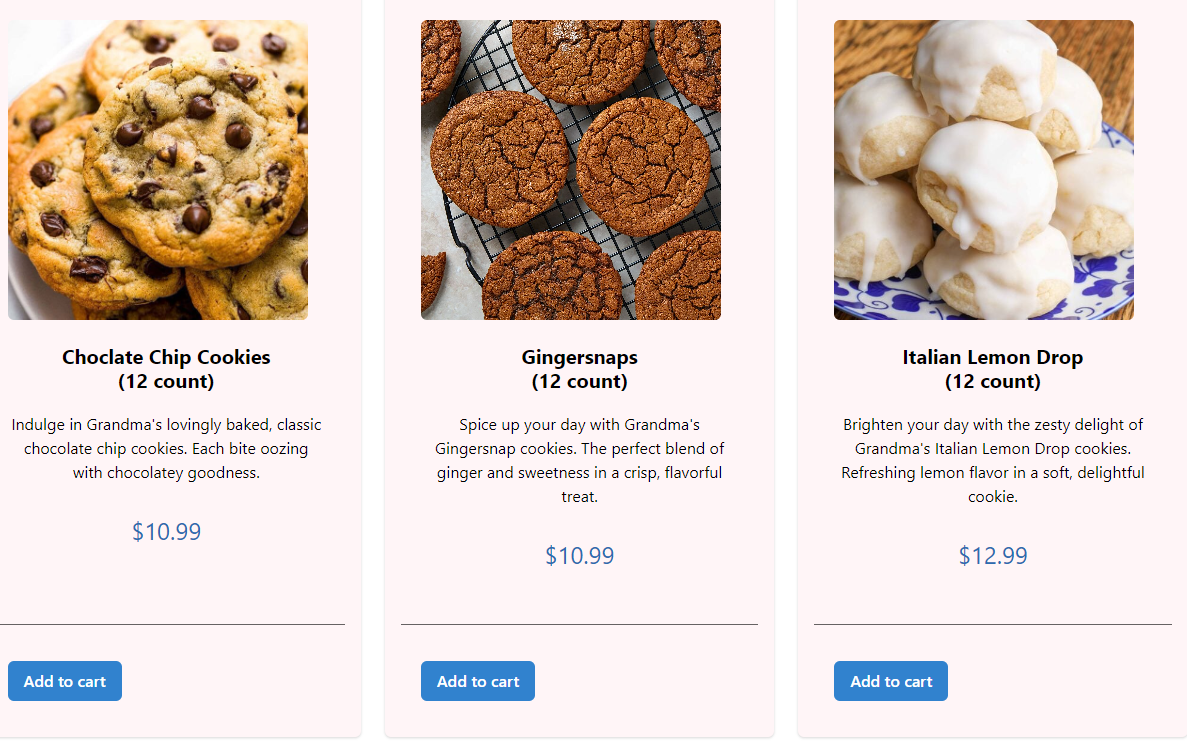 Choclate Chip Cookies
(12 count)
Indulge in Grandma's lovingly baked, classic
chocolate chip cookies. Each bite oozing
with chocolatey goodness.
$10.99
Add to cart
Gingersnaps
(12 count)
Spice up your day with Grandma's
Gingersnap cookies. The perfect blend of
ginger and sweetness in a crisp, flavorful
treat.
$10.99
Add to cart
Italian Lemon Drop
(12 count)
Brighten your day with the zesty delight of
Grandma's Italian Lemon Drop cookies.
Refreshing lemon flavor in a soft, delightful
cookie.
$12.99
Add to cart